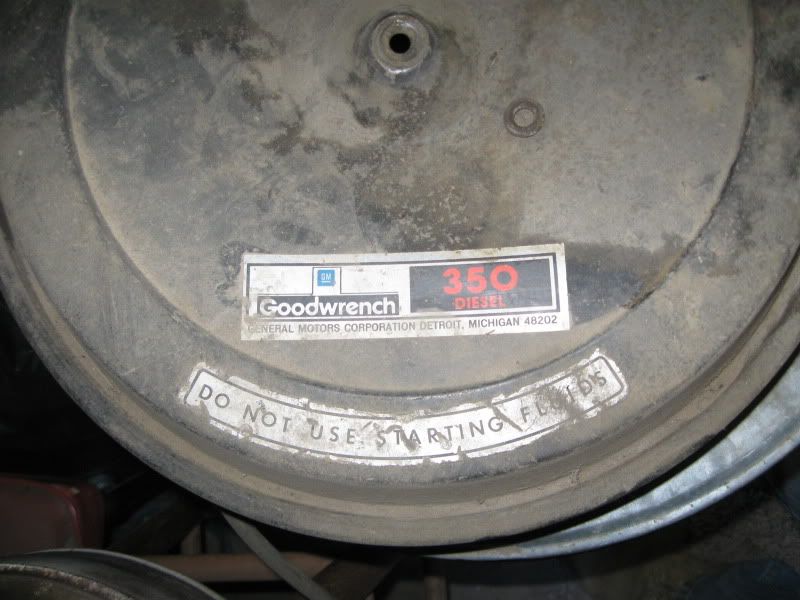 GM
350
Goodwrench
DIESEL
GENERAL MOTORS CORPORATION DETROIT, MICHIGAN 48202
DO NOT USE STARTING FLUIDS